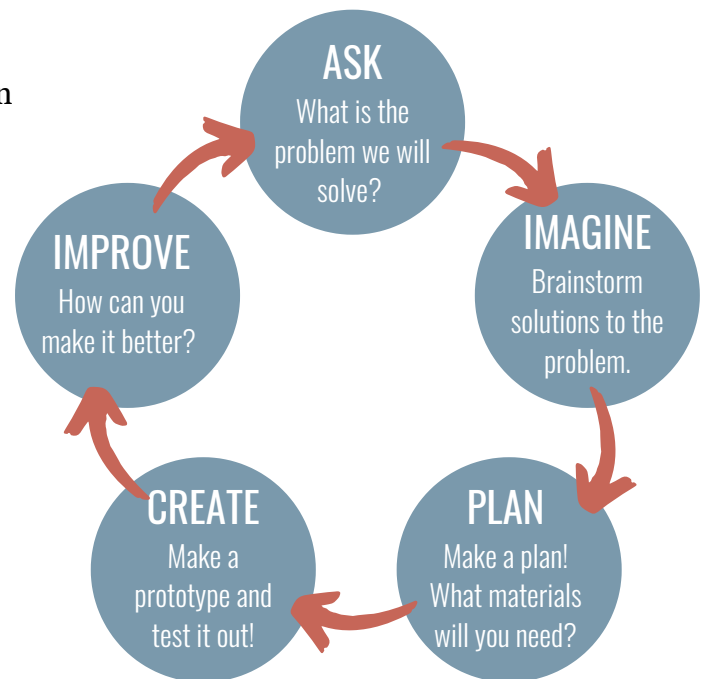 ASK
What is the
problem we will
solve?
IMAGINE
Brainstorm
solutions to the
problem.
PLAN
Make a plan!
What materials
will you need?
CREATE
Make a
prototype and
test it out!
IMPROVE
How can you
make it better?